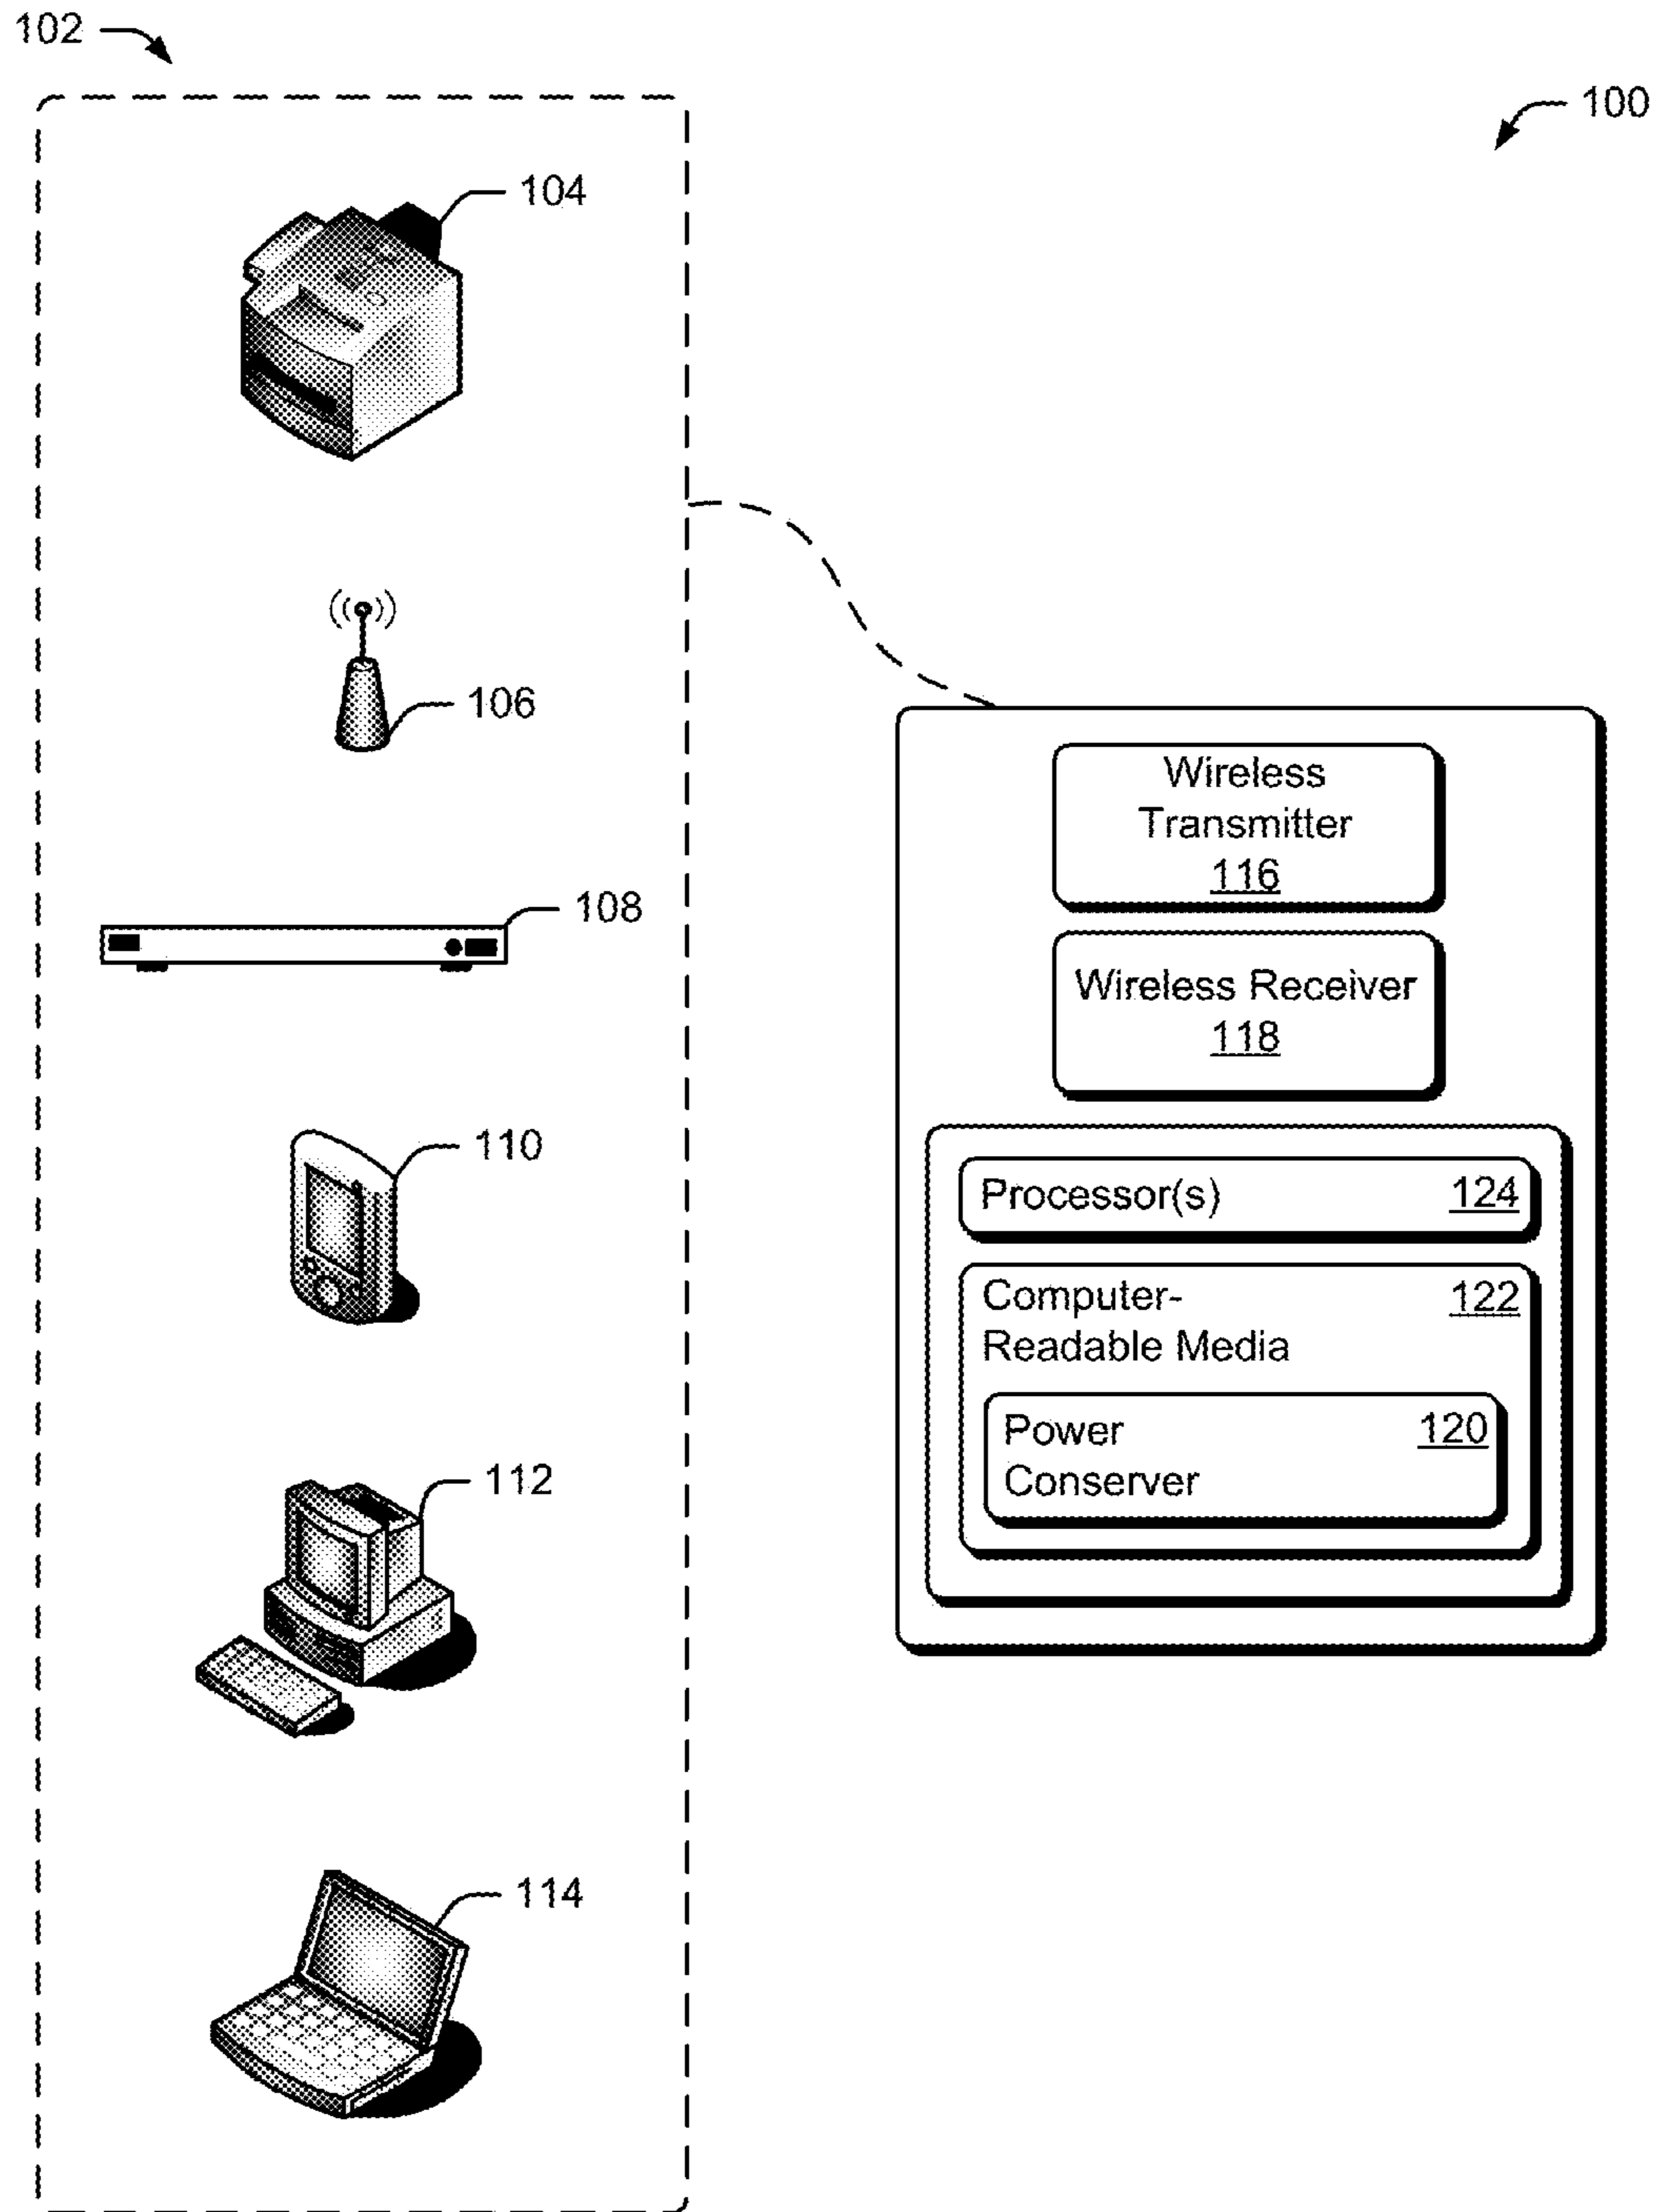 102
100
104
106
108
110
112
114
Wireless
Transmitter
116
Wireless Receiver
118
Processor(s) 124
Computer- 122
Readable Media
Power 120
Conserver